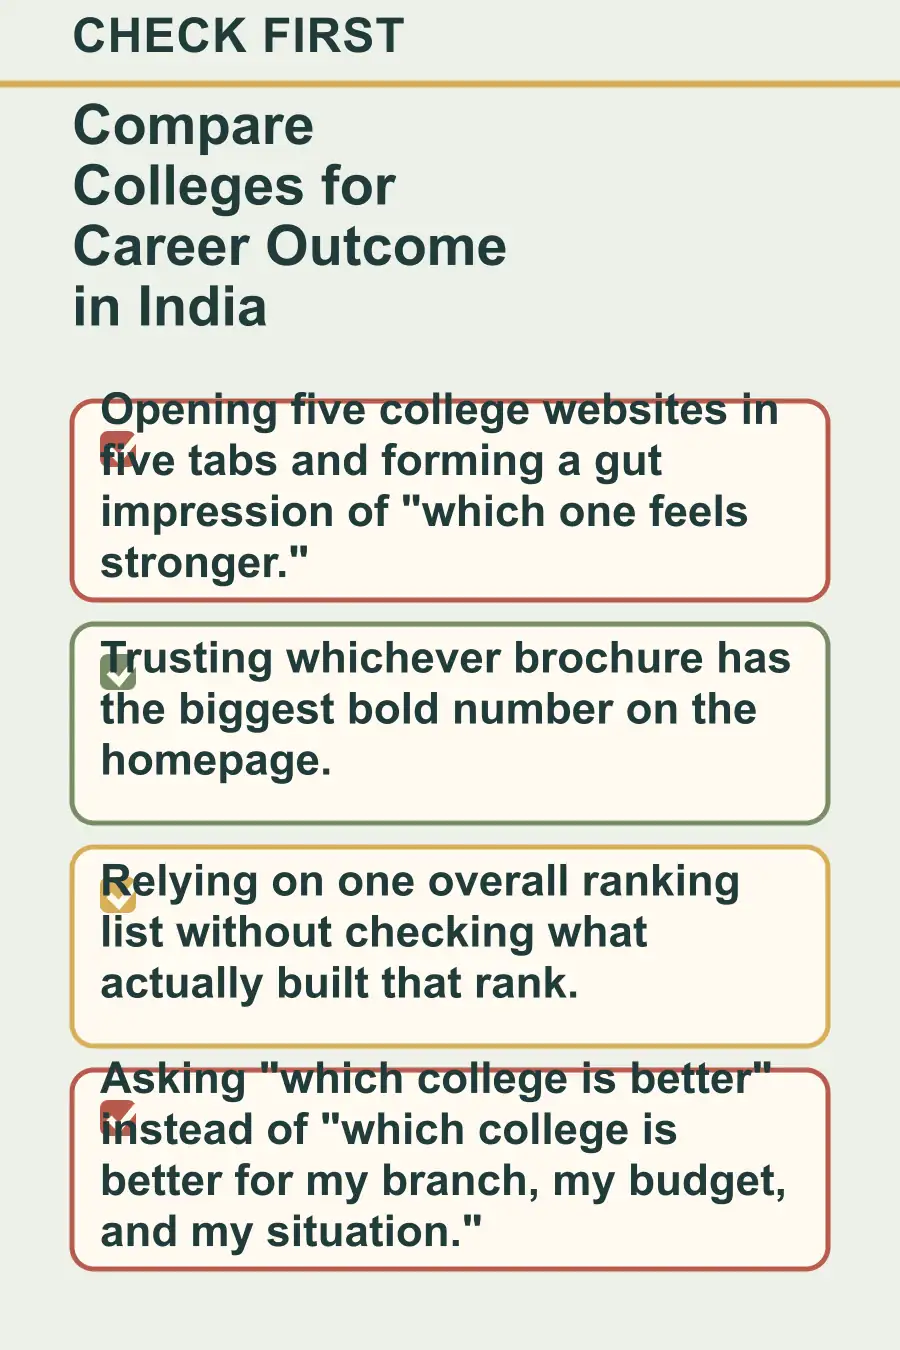 CHECK FIRST
Compare
Colleges for
Career Outcome
in India
Opening five college websites in
five tabs and forming a gut
impression of "which one feels
stronger."
Trusting whichever brochure has
the biggest bold number on the
homepage.
Relying on one overall ranking
list without checking what
actually built that rank.
Asking "which college is better"
instead of "which college is
better for my branch, my budget,
and my situation."